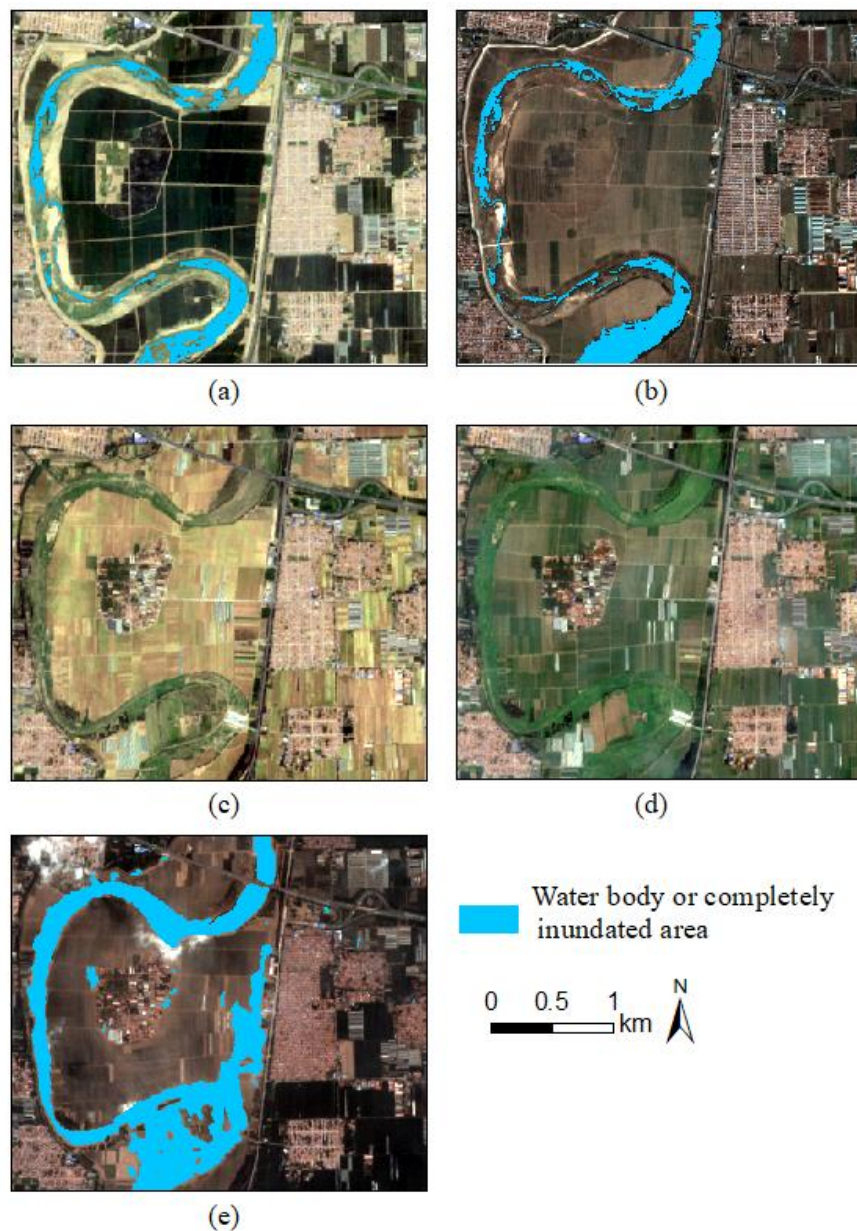 (a)
(b)
(c)
(d)
(e)
Water body or completely
inundated area
0 0.5 1
km
N